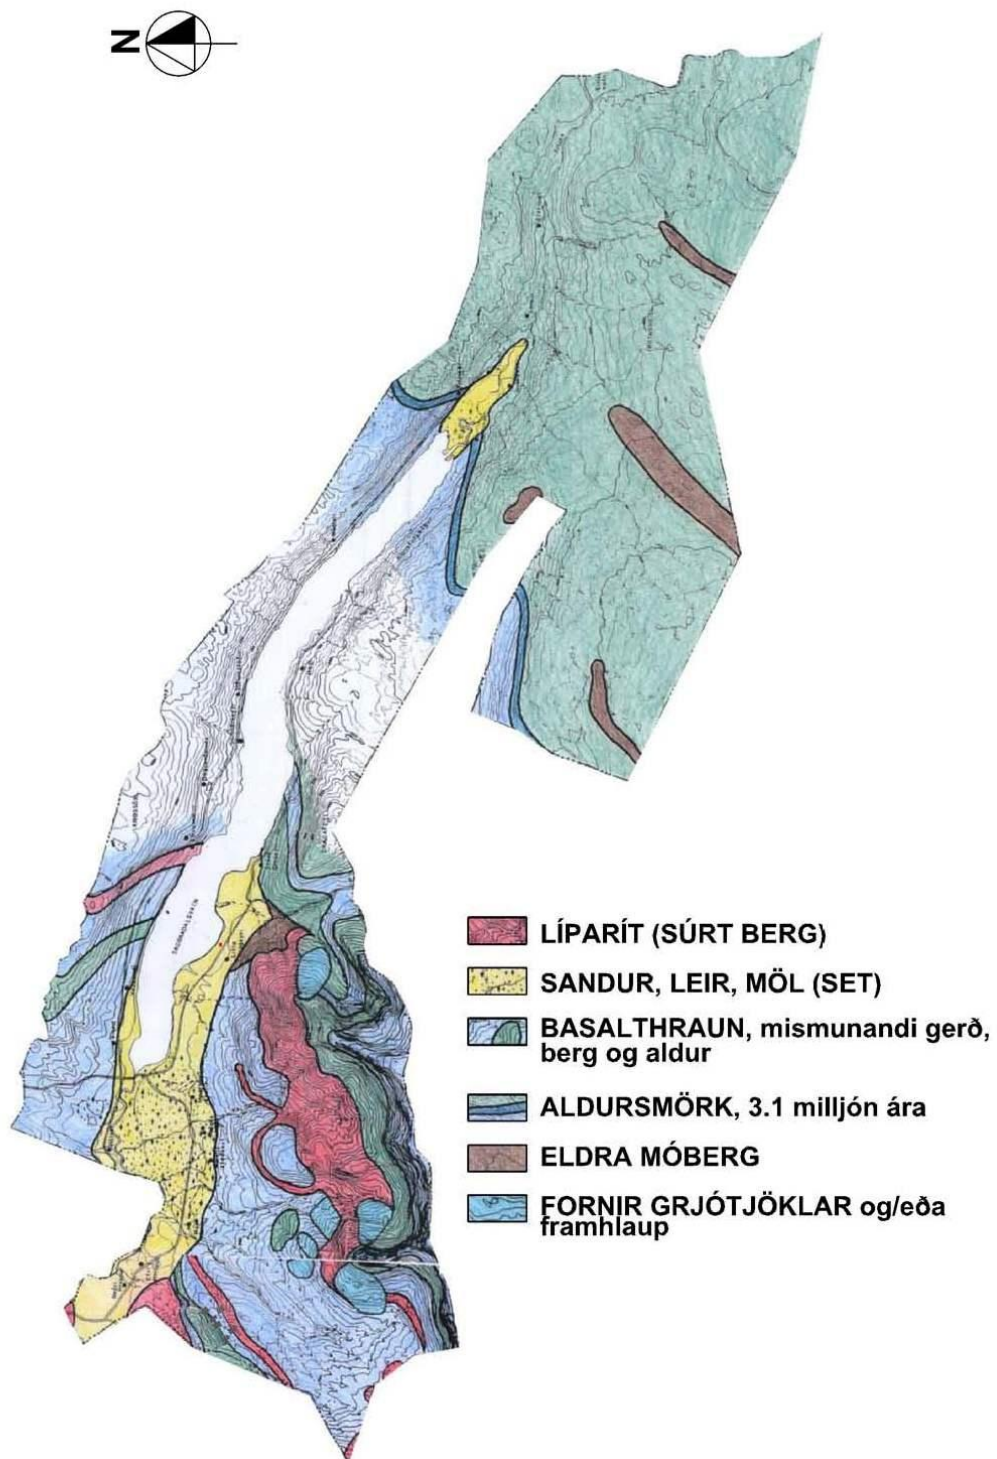 N
SKORRADALSVATN
LÍPARÍT (SÚRT BERG)
SANDUR, LEIR, MÖL (SET)
BASALTHRAUN, mismunandi gerð,
berg og aldur
ALDURSMÖRK, 3.1 milljón ára
ELDRA MÓBERG
FORNIR GRJÓTJÖKLAR og/eða
framhlaup